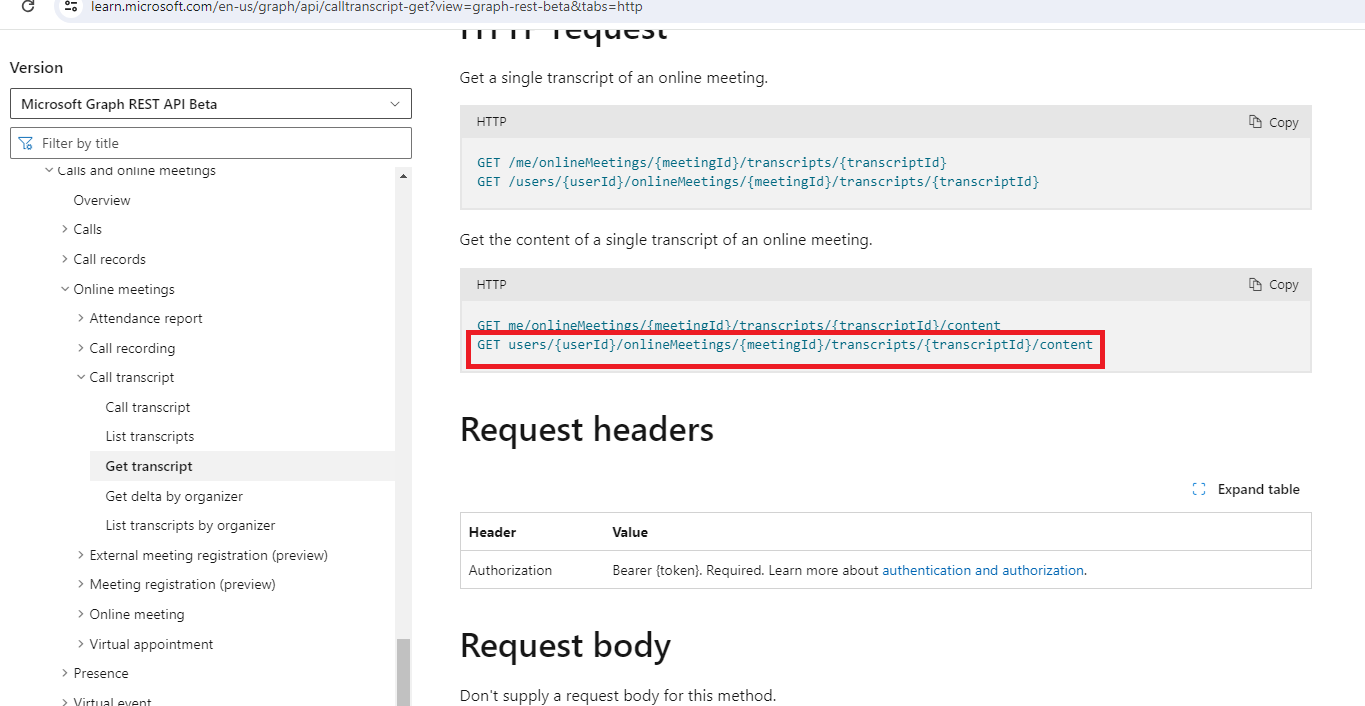 learn.microsoft.com/en-us/graph/api/calltranscript-get?view=graph-rest-beta&tabs=http
Version
Microsoft Graph REST API Beta
Filter by title
Calls and online meetings
Overview
Calls
Call records
Online meetings
Attendance report
Call recording
Call transcript
Call transcript
List transcripts
Get transcript
Get delta by organizer
List transcripts by organizer
External meeting registration (preview)
Meeting registration (preview)
Online meeting
Virtual appointment
Presence
Virtual event
HTTP request
Get a single transcript of an online meeting.
HTTP
Copy
GET /me/onlineMeetings/{meetingId}/transcripts/{transcriptId}
GET /users/{userId}/onlineMeetings/{meetingId}/transcripts/{transcriptId}
Get the content of a single transcript of an online meeting.
HTTP
Copy
GET me/onlineMeetings/{meetingId}/transcripts/{transcriptId}/content
GET users/{userId}/onlineMeetings/{meetingId}/transcripts/{transcriptId}/content
Request headers
Expand table
Header Value
Authorization Bearer {token}. Required. Learn more about authentication and authorization.
Request body
Don't supply a request body for this method.